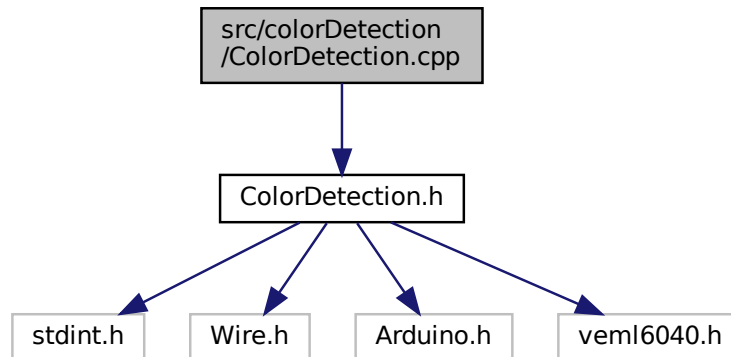 src/colorDetection
/ColorDetection.cpp
ColorDetection.h
stdint.h
Wire.h
Arduino.h
veml6040.h